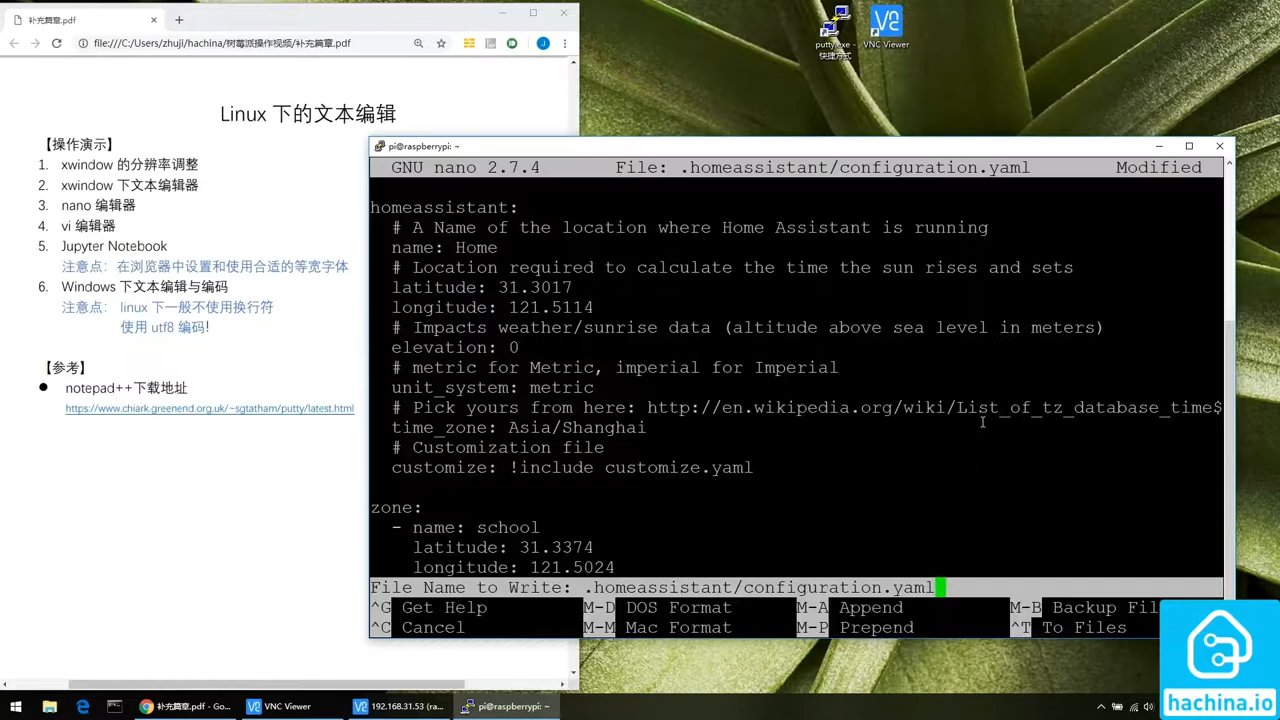 补充篇章.pdf
file:///C:/Users/zhuji/hachina/树莓派操作视频/补充篇章.pdf
J
putty.exe - 快捷方式
VNC Viewer
Linux 下的文本编辑
【操作演示】
1. xwindow 的分辨率调整
2. xwindow 下文本编辑器
3. nano 编辑器
4. vi 编辑器
5. Jupyter Notebook
注意点：在浏览器中设置和使用合适的等宽字体
6. Windows 下文本编辑与编码
注意点： linux 下一般不使用换行符
使用 utf8 编码!
【参考】
● notepad++下载地址
https://www.chiark.greenend.org.uk/~sgtatham/putty/latest.html
pi@raspberrypi: ~
GNU nano 2.7.4 File: .homeassistant/configuration.yaml Modified
homeassistant:
# A Name of the location where Home Assistant is running
name: Home
# Location required to calculate the time the sun rises and sets
latitude: 31.3017
longitude: 121.5114
# Impacts weather/sunrise data (altitude above sea level in meters)
elevation: 0
# metric for Metric, imperial for Imperial
unit_system: metric
# Pick yours from here: http://en.wikipedia.org/wiki/List_of_tz_database_time$
time_zone: Asia/Shanghai
# Customization file
customize: !include customize.yaml
zone:
- name: school
latitude: 31.3374
longitude: 121.5024
File Name to Write: .homeassistant/configuration.yaml
^G Get Help M-D DOS Format M-A Append M-B Backup Fil
^C Cancel M-M Mac Format M-P Prepend ^T To Files
hachina.io
补充篇章.pdf - Go...
VNC Viewer
192.168.31.53 (ra...
pi@raspberrypi: ~